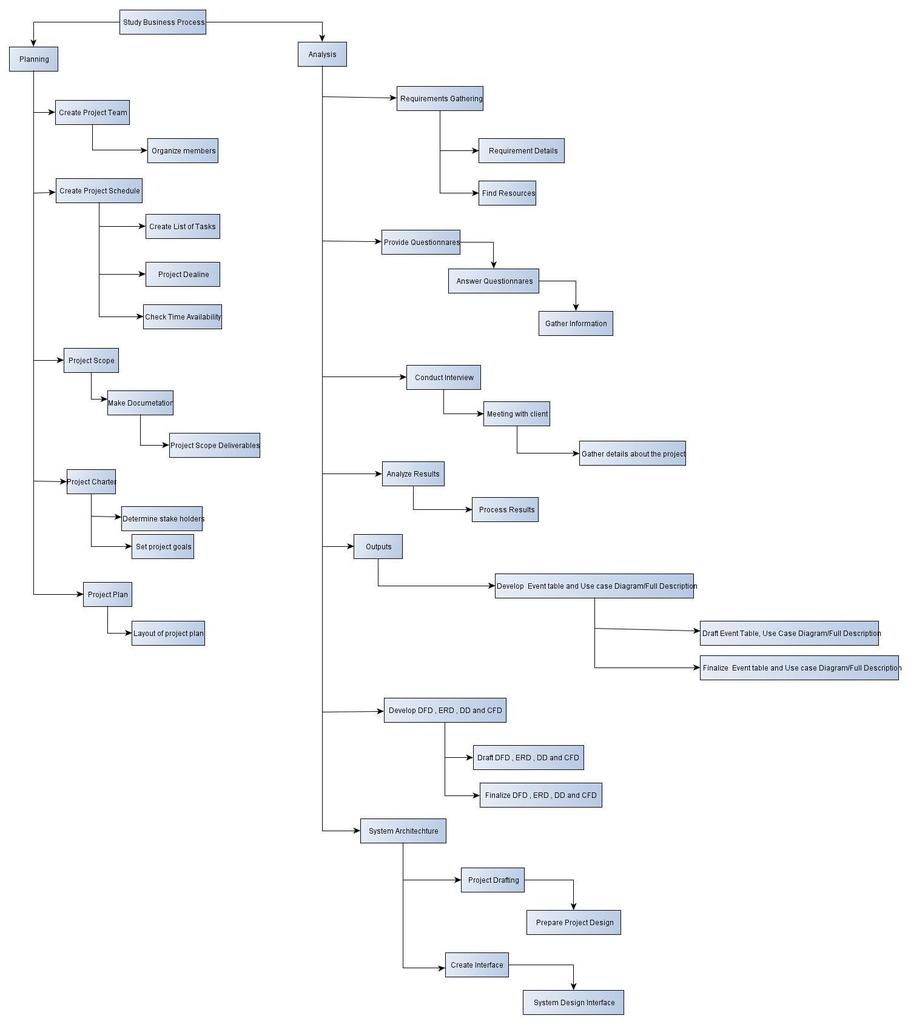 Study Business Process
Planning
Analysis
Create Project Team
Organize members
Create Project Schedule
Create List of Tasks
Project Dealine
Check Time Availability
Project Scope
Make Documetation
Project Scope Deliverables
Project Charter
Determine stake holders
Set project goals
Project Plan
Layout of project plan
Requirements Gathering
Requirement Details
Find Resources
Provide Questionnares
Answer Questionnares
Gather Information
Conduct Interview
Meeting with client
Gather details about the project
Analyze Results
Process Results
Outputs
Develop Event table and Use case Diagram/Full Description
Draft Event Table, Use Case Diagram/Full Description
Finalize Event table and Use case Diagram/Full Description
Develop DFD , ERD , DD and CFD
Draft DFD , ERD , DD and CFD
Finalize DFD , ERD , DD and CFD
System Architechture
Project Drafting
Prepare Project Design
Create Interface
System Design Interface